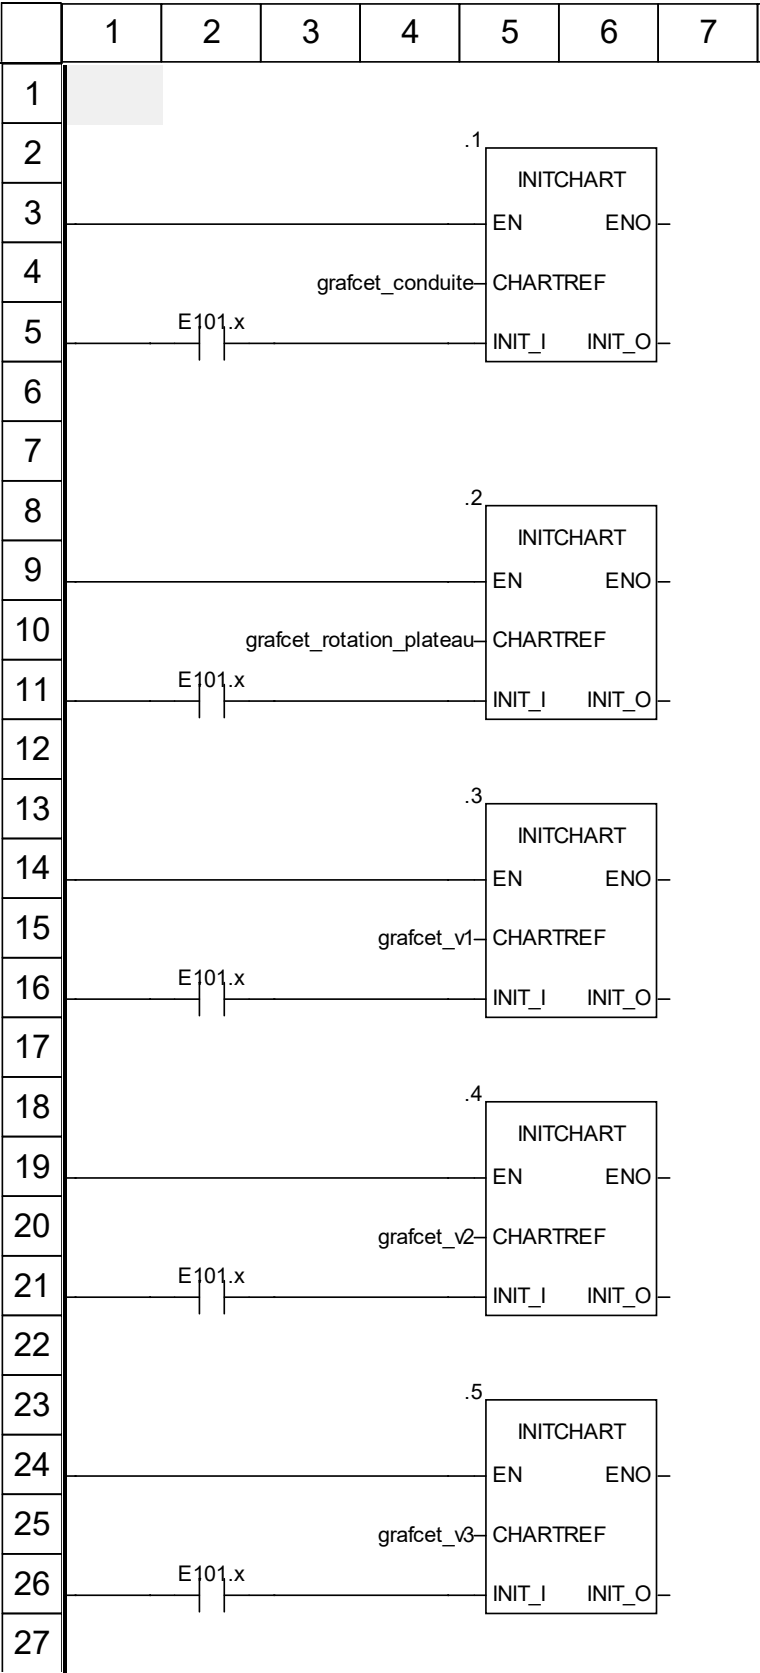 1 2 3 4 5 6 7
1
2 .1
INITCHART
3 EN ENO
4 grafcet_conduite CHARTREF
5 E101.x INIT_I INIT_O
6
7
8 .2
INITCHART
9 EN ENO
10 grafcet_rotation_plateau CHARTREF
11 E101.x INIT_I INIT_O
12
13 .3
INITCHART
14 EN ENO
15 grafcet_v1 CHARTREF
16 E101.x INIT_I INIT_O
17
18 .4
INITCHART
19 EN ENO
20 grafcet_v2 CHARTREF
21 E101.x INIT_I INIT_O
22
23 .5
INITCHART
24 EN ENO
25 grafcet_v3 CHARTREF
26 E101.x INIT_I INIT_O
27